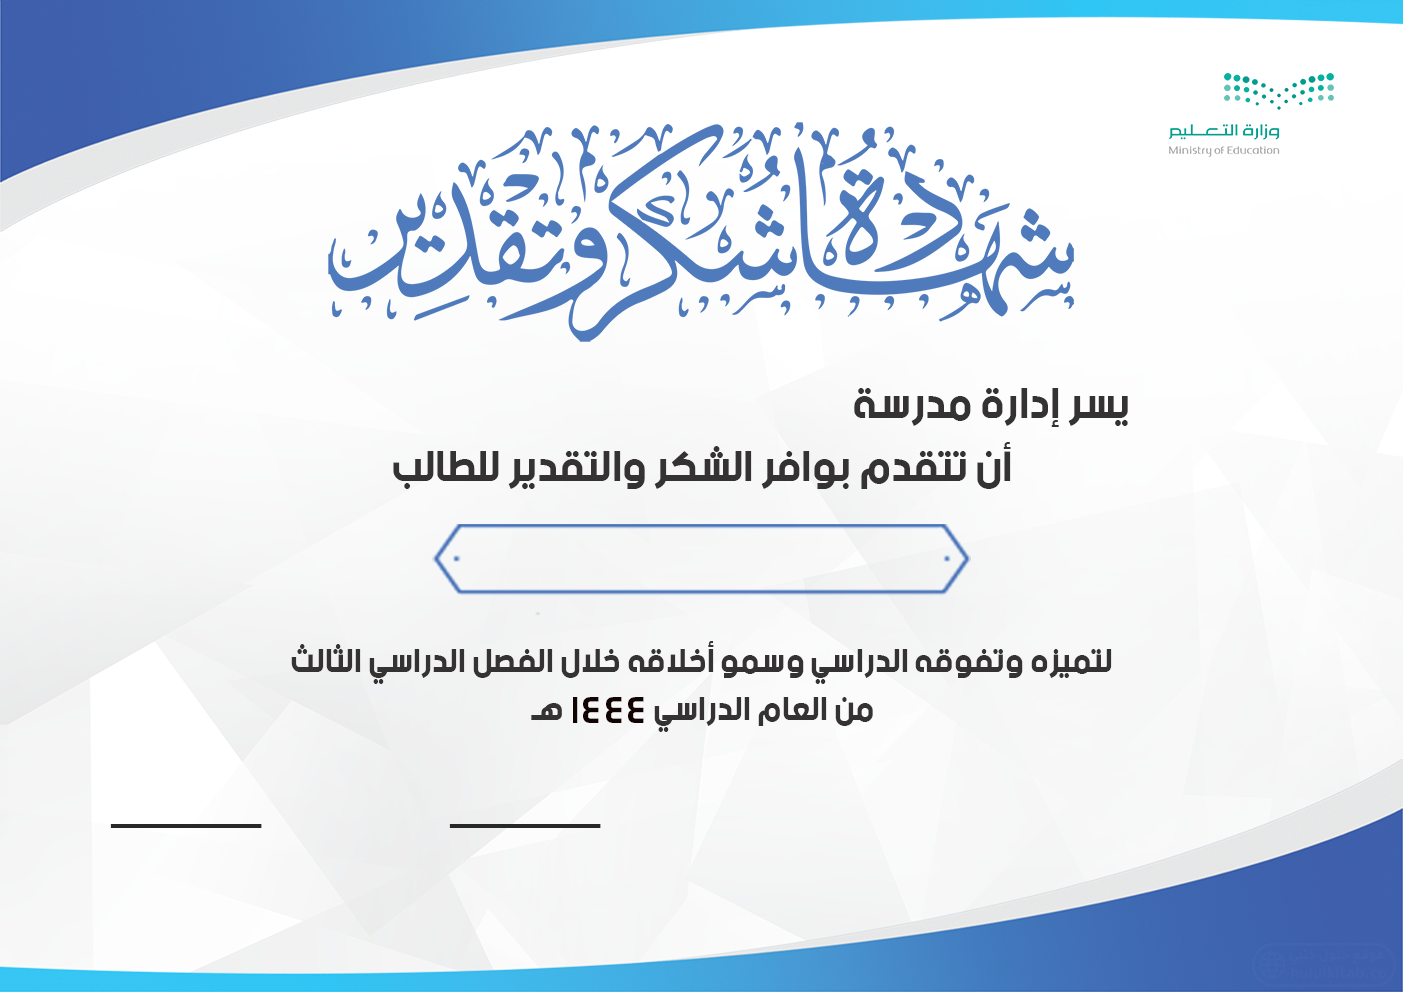 وزارة التعليم
Ministry of Education
شهادة شكر وتقدير
يسر إدارة مدرسة
أن تتقدم بوافر الشكر والتقدير للطالب
لتميزه وتفوقه الدراسي وسمو أخلاقه خلال الفصل الدراسي الثالث
من العام الدراسي ١٤٤٤ هـ